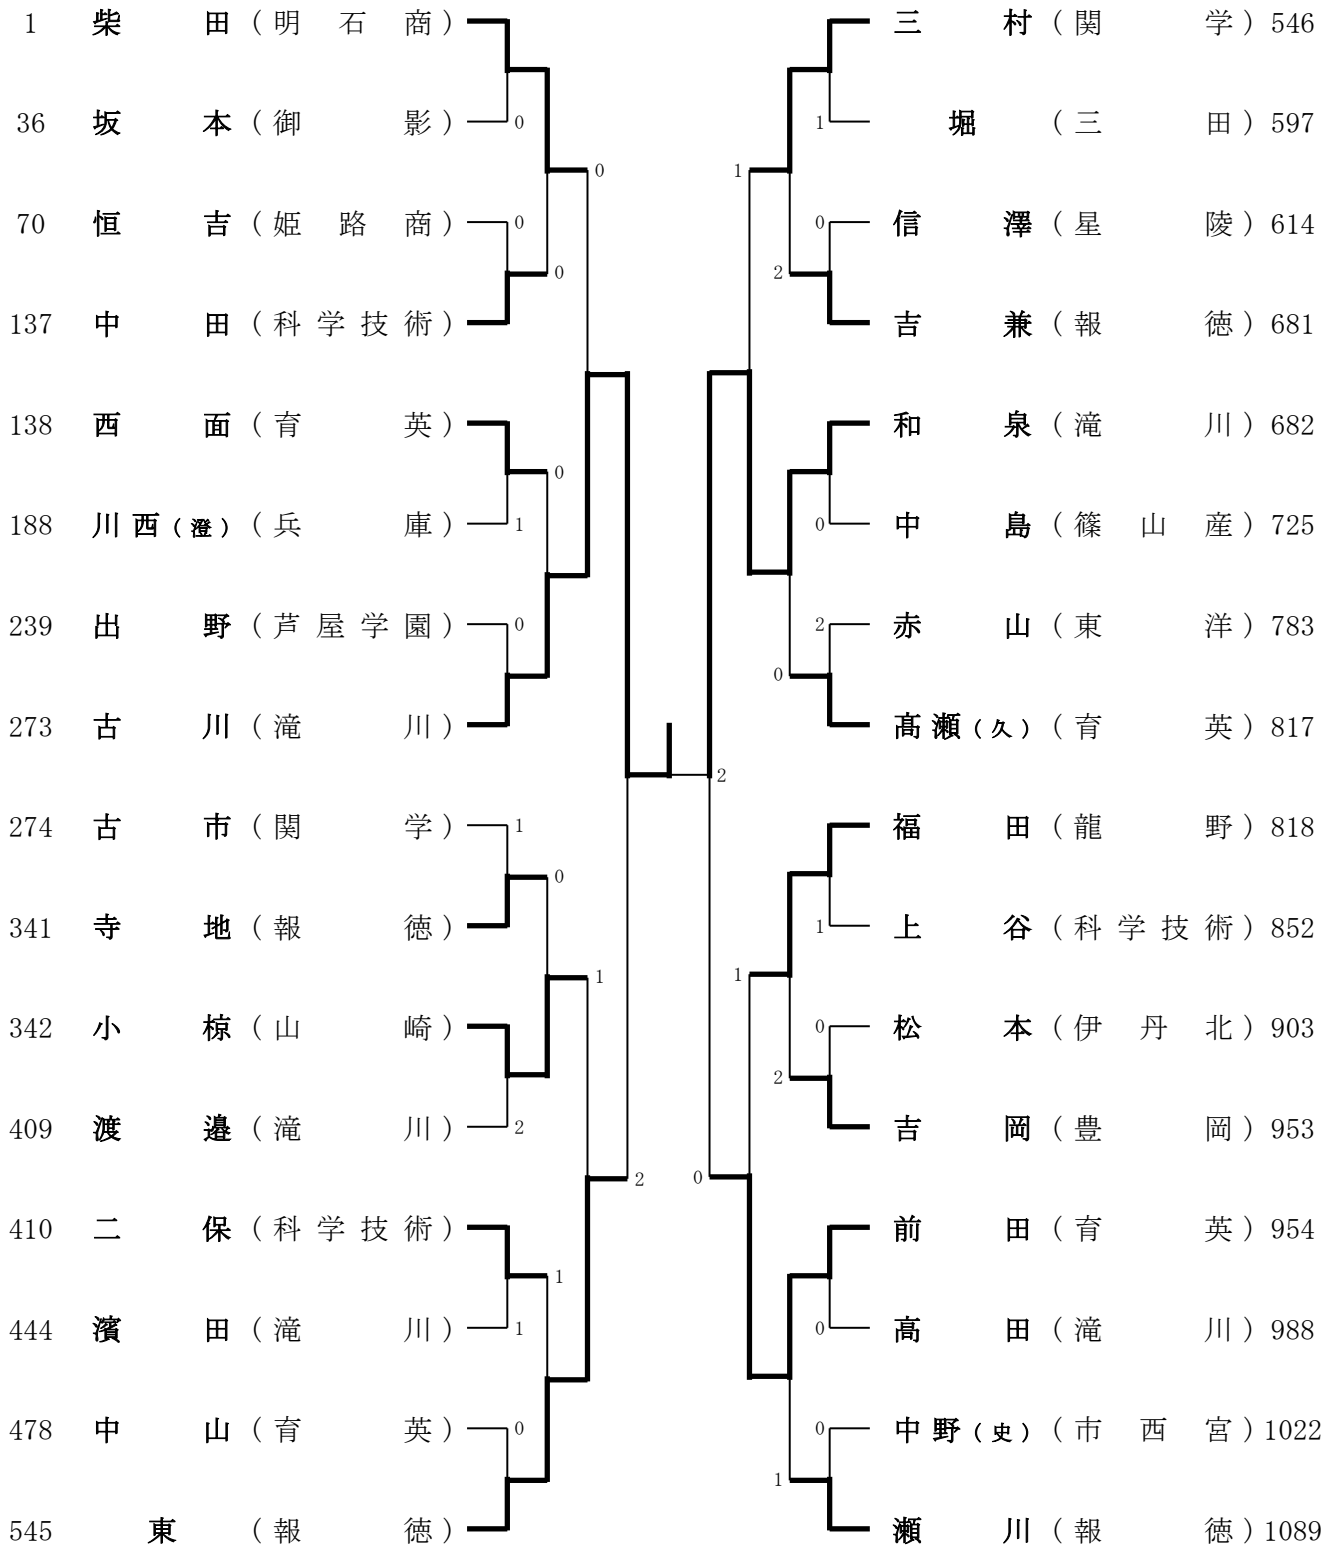 1 柴田（明石商） 三村（関学）546
36 坂本（御影） 0 1 堀（三田）597
0 1
70 恒吉（姫路商） 0 0 信澤（星陵）614
0 2
137 中田（科学技術） 吉兼（報徳）681
138 西面（育英） 和泉（滝川）682
0
188 川西（澄）（兵庫） 1 0 中島（篠山産）725
239 出野（芦屋学園） 0 2 赤山（東洋）783
0
273 古川（滝川） 髙瀬（久）（育英）817
2
274 古市（関学） 1 福田（龍野）818
0
341 寺地（報徳） 1 上谷（科学技術）852
1 1
342 小椋（山崎） 0 松本（伊丹北）903
2
409 渡邉（滝川） 2 吉岡（豊岡）953
2 0
410 二保（科学技術） 前田（育英）954
1
444 濱田（滝川） 1 0 高田（滝川）988
478 中山（育英） 0 0 中野（史）（市西宮）1022
1
545 東（報徳） 瀬川（報徳）1089